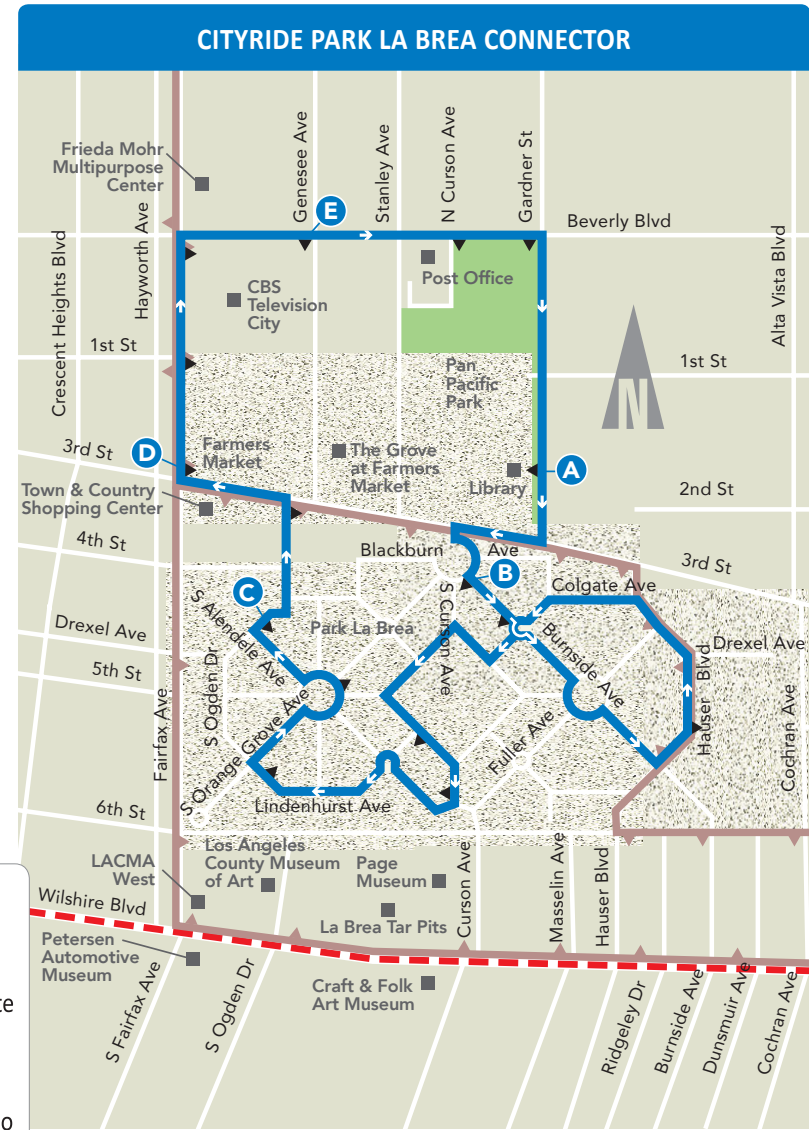 CITYRIDE PARK LA BREA CONNECTOR
Frieda Mohr
Multipurpose
Center
Crescent Heights Blvd
Hayworth Ave
Genesee Ave
Stanley Ave
N Curson Ave
Gardner St
E
Beverly Blvd
Alta Vista Blvd
CBS
Television
City
Post Office
1st St
1st St
N
Pan
Pacific
Park
3rd St
D
Farmers
Market
The Grove
at Farmers
Market
Library
A
Town & Country
Shopping Center
2nd St
4th St
Blackburn Ave
3rd St
B
C
Colgate Ave
S Alendele Ave
Park La Brea
S Curson Ave
Burnside Ave
Drexel Ave
Drexel Ave
5th St
S Ogden Dr
Fairfax Ave
S Orange Grove Ave
Fuller Ave
Hauser Blvd
Cochran Ave
Lindenhurst Ave
6th St
Los Angeles
County Museum
of Art
LACMA
West
Page
Museum
Curson Ave
Masselin Ave
Hauser Blvd
Wilshire Blvd
La Brea Tar Pits
Petersen
Automotive
Museum
Craft & Folk
Art Museum
S Fairfax Ave
S Ogden Dr
Ridgeley Dr
Burnside Ave
Dunsmuir Ave
Cochran Ave
te
o